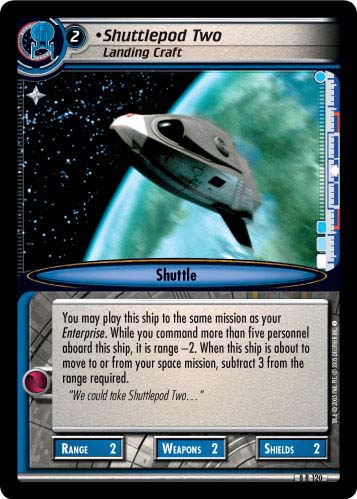 2
•Shuttlepod Two
Landing Craft
Shuttle
You may play this ship to the same mission as your
Enterprise. While you command more than five personnel
aboard this ship, it is range –2. When this ship is about to
move to or from your space mission, subtract 3 from the
range required.
"We could take Shuttlepod Two…"
RANGE 2
WEAPONS 2
SHIELDS 2
8 R 120